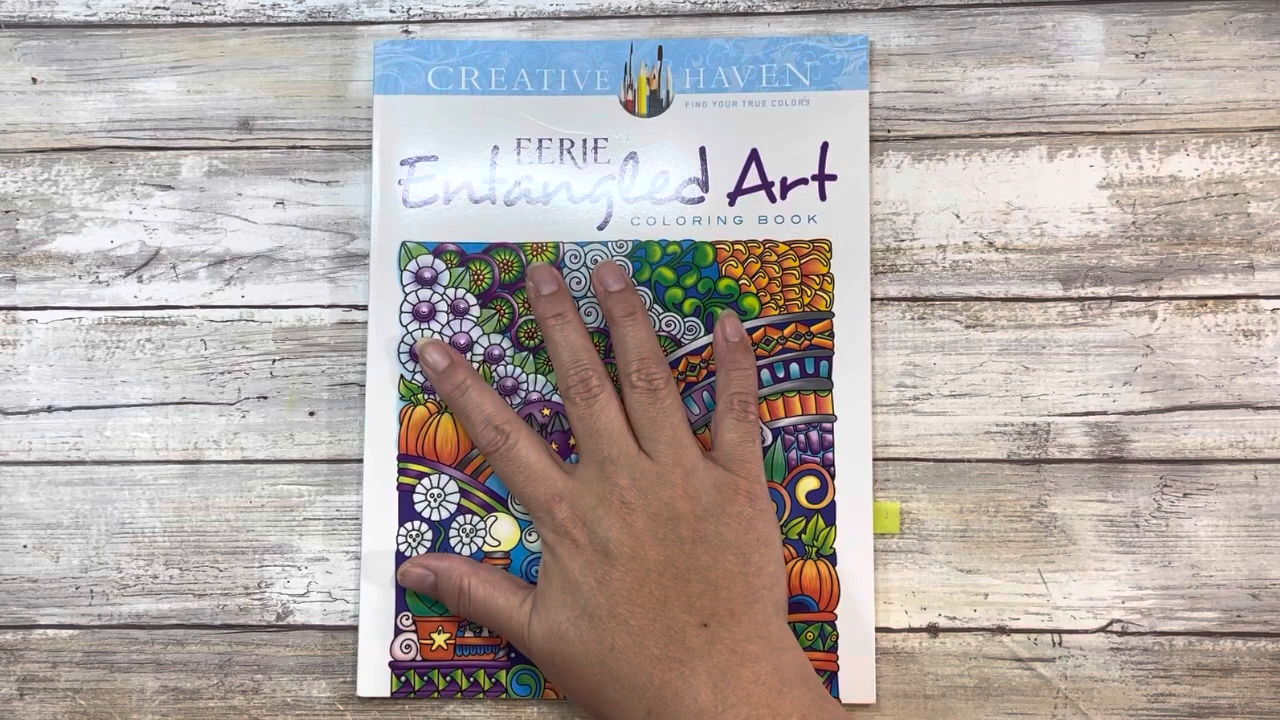 CREATIVE HAVEN
FIND YOUR TRUE COLORS
EERIE
Entangled Art
COLORING BOOK